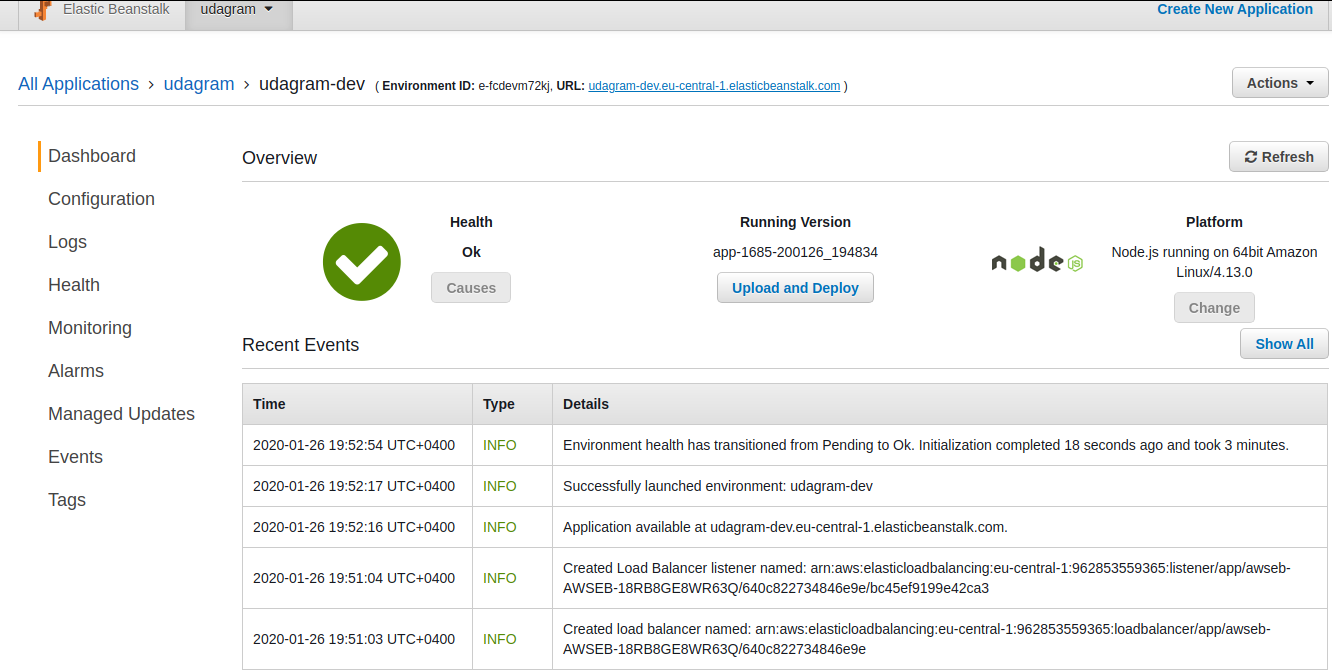 Elastic Beanstalk udagram Create New Application
All Applications › udagram › udagram-dev ( Environment ID: e-fcdevm72kj, URL: udagram-dev.eu-central-1.elasticbeanstalk.com ) Actions
Dashboard
Configuration
Logs
Health
Monitoring
Alarms
Managed Updates
Events
Tags
Overview Refresh
Health
Ok
Causes
Running Version
app-1685-200126_194834
Upload and Deploy
node JS
Platform
Node.js running on 64bit Amazon
Linux/4.13.0
Change
Recent Events Show All
Time Type Details
2020-01-26 19:52:54 UTC+0400 INFO Environment health has transitioned from Pending to Ok. Initialization completed 18 seconds ago and took 3 minutes.
2020-01-26 19:52:17 UTC+0400 INFO Successfully launched environment: udagram-dev
2020-01-26 19:52:16 UTC+0400 INFO Application available at udagram-dev.eu-central-1.elasticbeanstalk.com.
2020-01-26 19:51:04 UTC+0400 INFO Created Load Balancer listener named: arn:aws:elasticloadbalancing:eu-central-1:962853559365:listener/app/awseb-
AWSEB-18RB8GE8WR63Q/640c822734846e9e/bc45ef9199e42ca3
2020-01-26 19:51:03 UTC+0400 INFO Created load balancer named: arn:aws:elasticloadbalancing:eu-central-1:962853559365:loadbalancer/app/awseb-
AWSEB-18RB8GE8WR63Q/640c822734846e9e